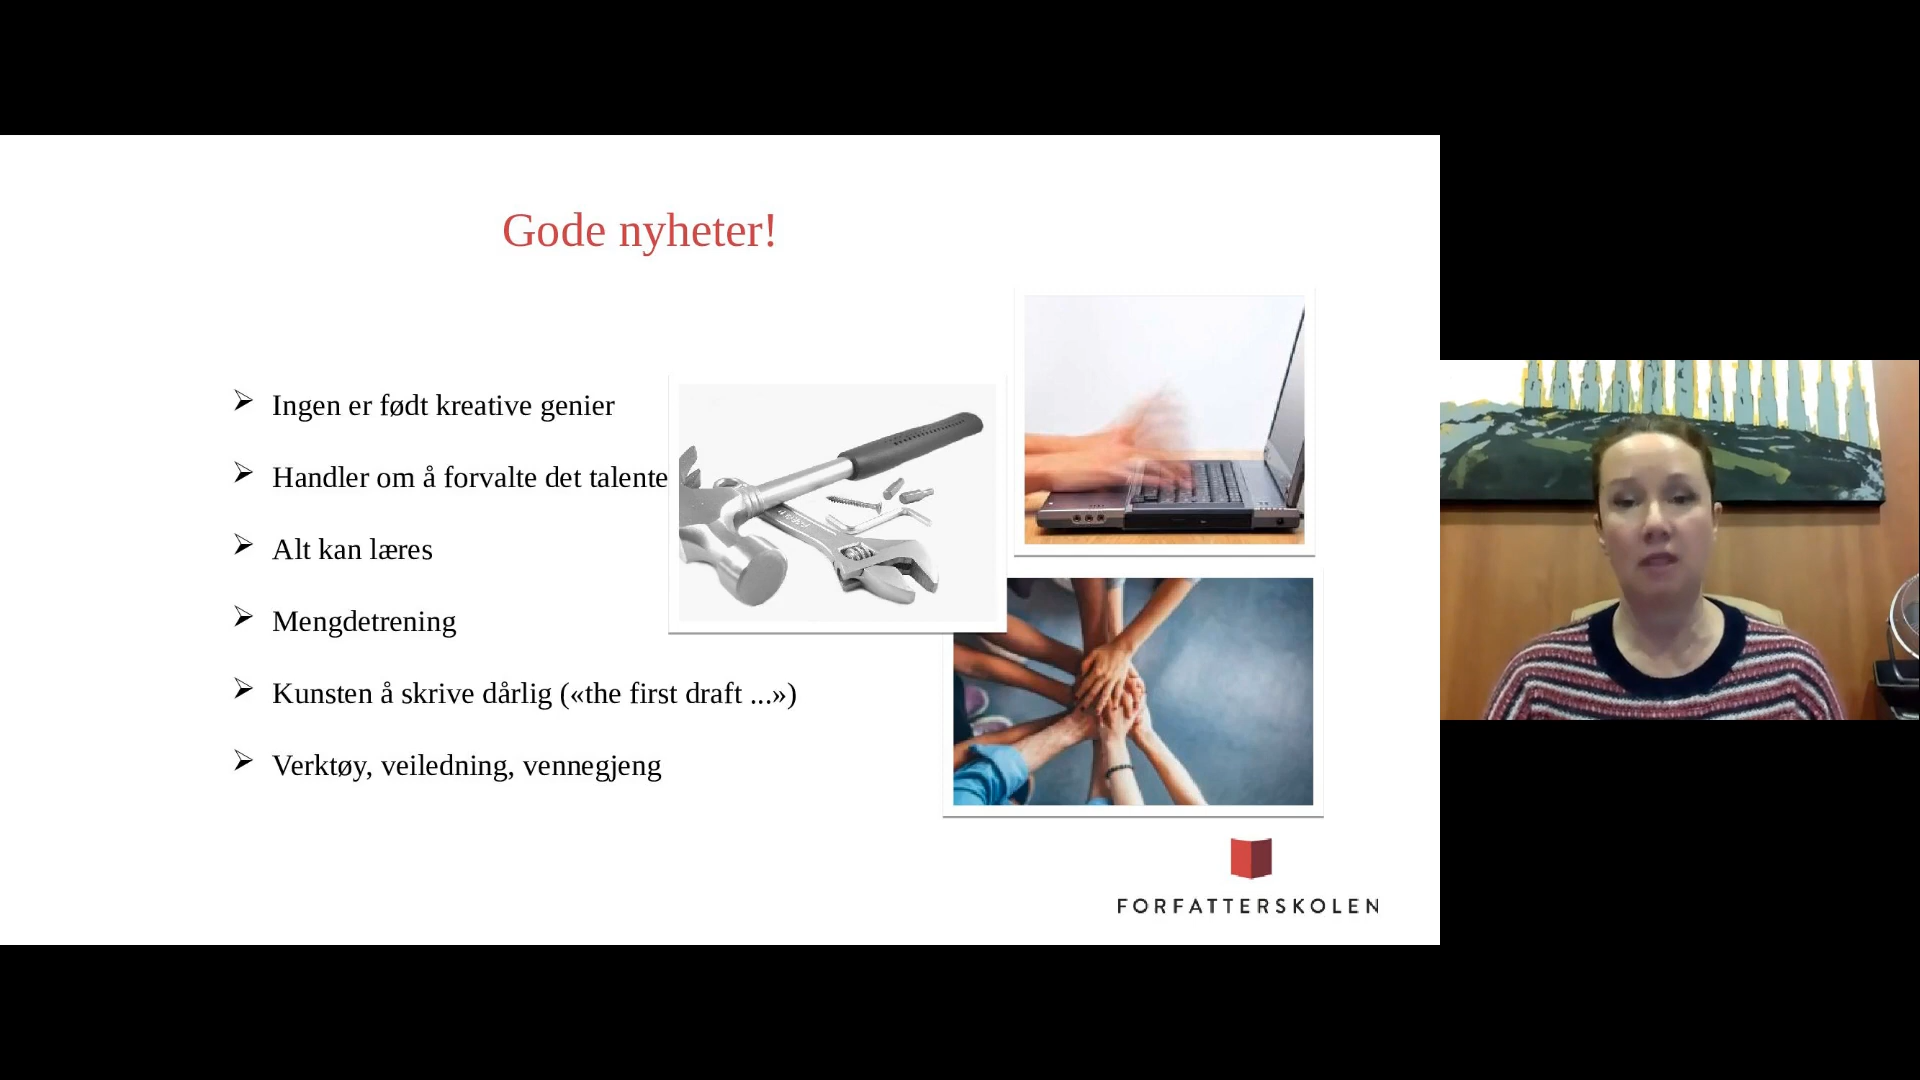 Gode nyheter!
Ingen er født kreative genier
Handler om å forvalte det talente
Alt kan læres
Mengdetrening
Kunsten å skrive dårlig («the first draft ...»)
Verktøy, veiledning, vennegjeng
FORFATTERSKOLEN